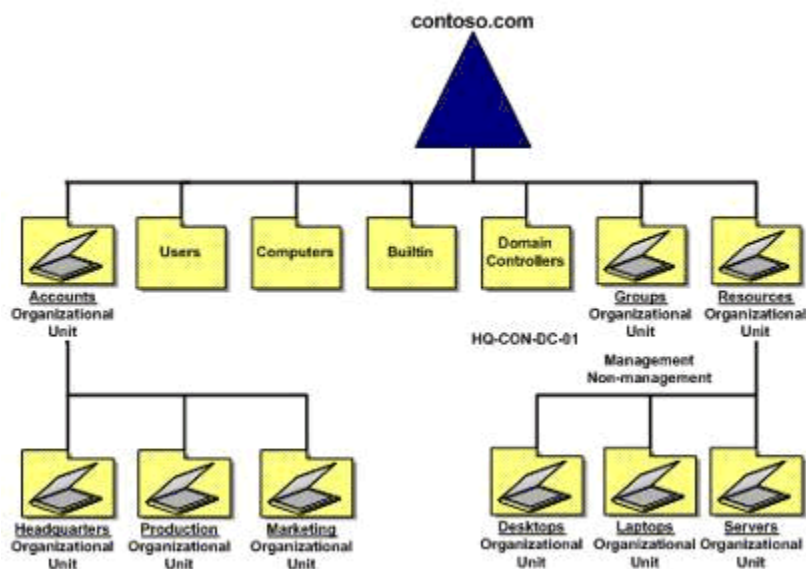 contoso.com
Users
Computers
Builtin
Domain
Controllers
Accounts
Organizational
Unit
Groups
Organizational
Unit
Resources
Organizational
Unit
HQ-CON-DC-01
Management
Non-management
Headquarters
Organizational
Unit
Production
Organizational
Unit
Marketing
Organizational
Unit
Desktops
Organizational
Unit
Laptops
Organizational
Unit
Servers
Organizational
Unit